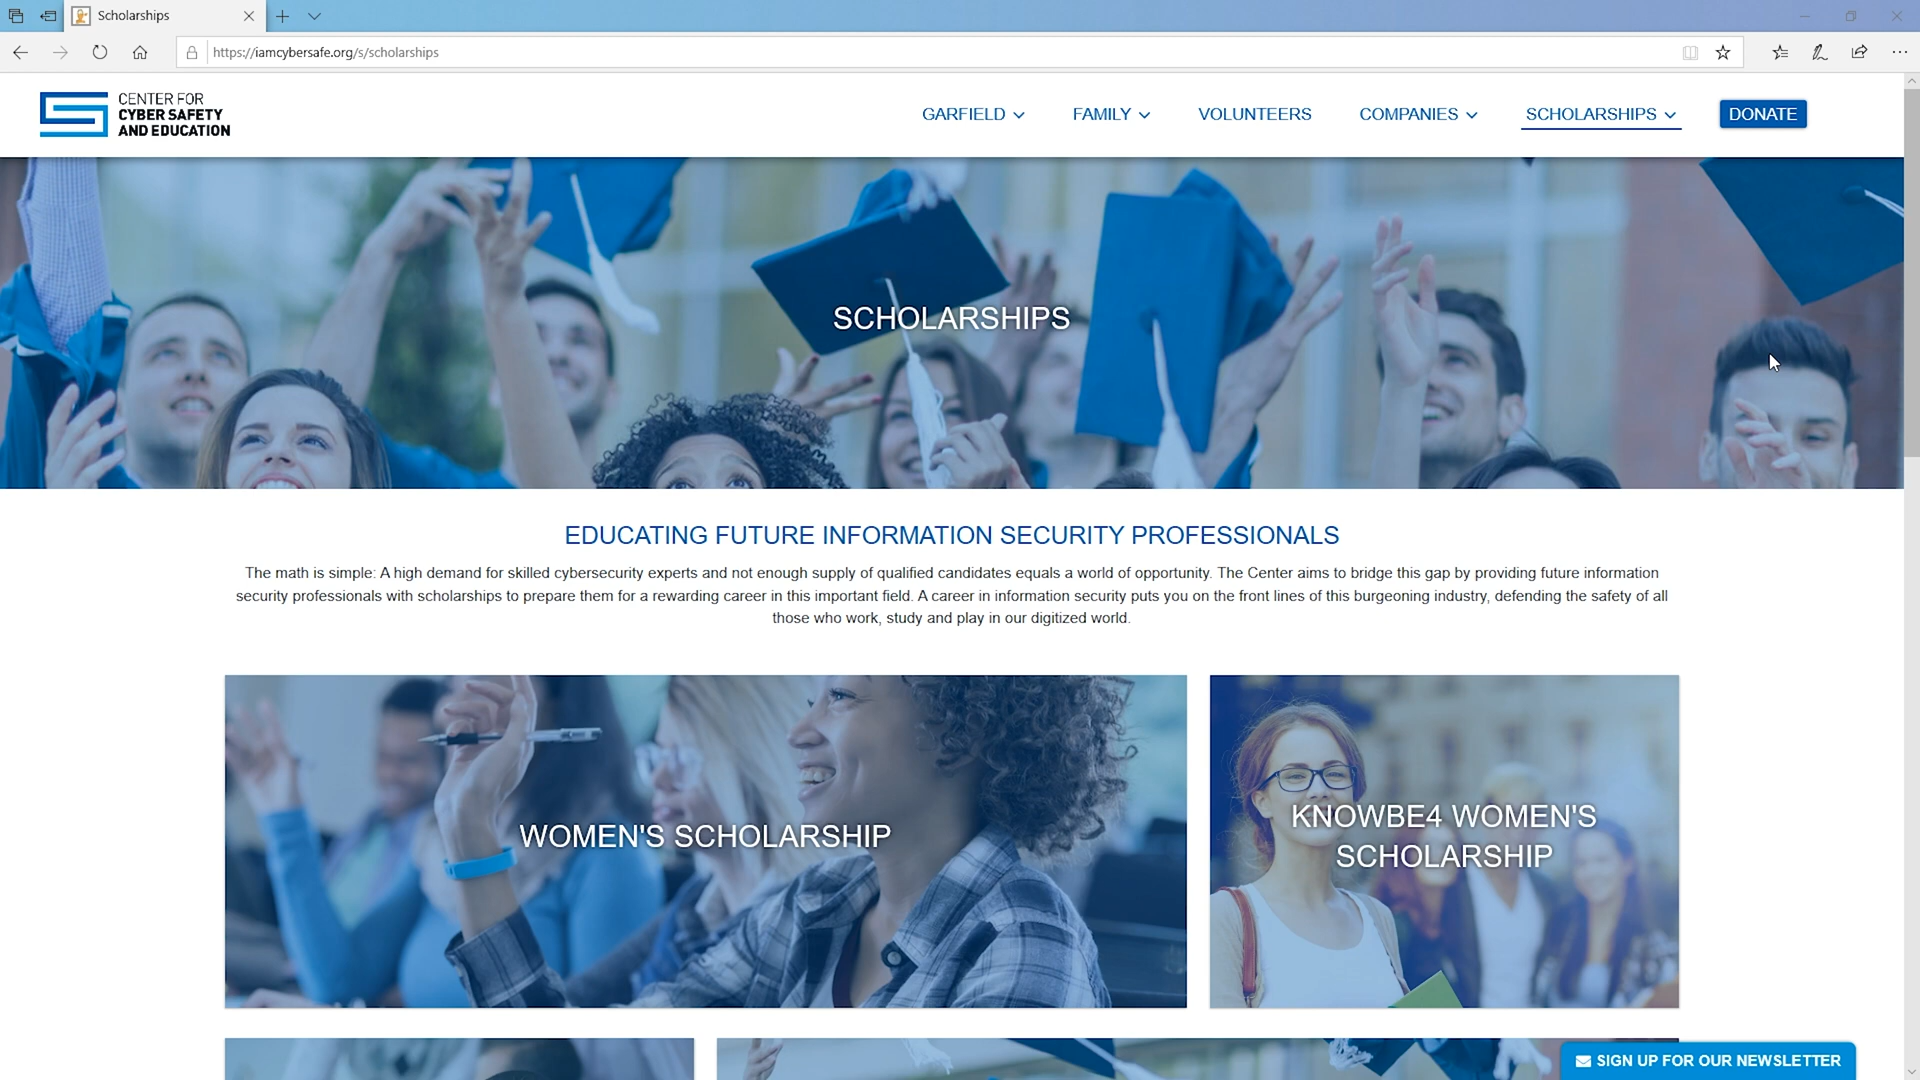 Scholarships
https://iamcybersafe.org/s/scholarships
CENTER FOR
CYBER SAFETY
AND EDUCATION
GARFIELD
FAMILY
VOLUNTEERS
COMPANIES
SCHOLARSHIPS
DONATE
SCHOLARSHIPS
EDUCATING FUTURE INFORMATION SECURITY PROFESSIONALS
The math is simple: A high demand for skilled cybersecurity experts and not enough supply of qualified candidates equals a world of opportunity. The Center aims to bridge this gap by providing future information
security professionals with scholarships to prepare them for a rewarding career in this important field. A career in information security puts you on the front lines of this burgeoning industry, defending the safety of all
those who work, study and play in our digitized world.
WOMEN'S SCHOLARSHIP
KNOWBE4 WOMEN'S
SCHOLARSHIP
SIGN UP FOR OUR NEWSLETTER